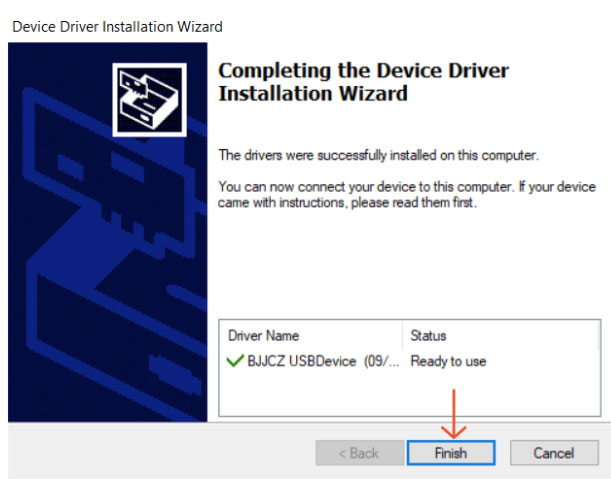 Device Driver Installation Wizard
Completing the Device Driver
Installation Wizard
The drivers were successfully installed on this computer.
You can now connect your device to this computer. If your device
came with instructions, please read them first.
Driver Name Status
BJJCZ USBDevice (09/... Ready to use
< Back Finish Cancel